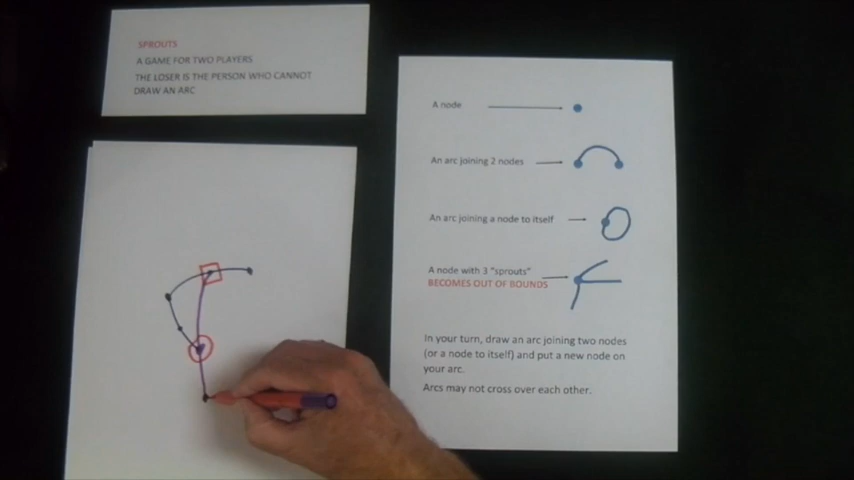 SPROUTS
A GAME FOR TWO PLAYERS
THE LOSER IS THE PERSON WHO CANNOT
DRAW AN ARC
A node
An arc joining 2 nodes
An arc joining a node to itself
A node with 3 "sprouts"
BECOMES OUT OF BOUNDS
In your turn, draw an arc joining two nodes
(or a node to itself) and put a new node on
your arc.
Arcs may not cross over each other.